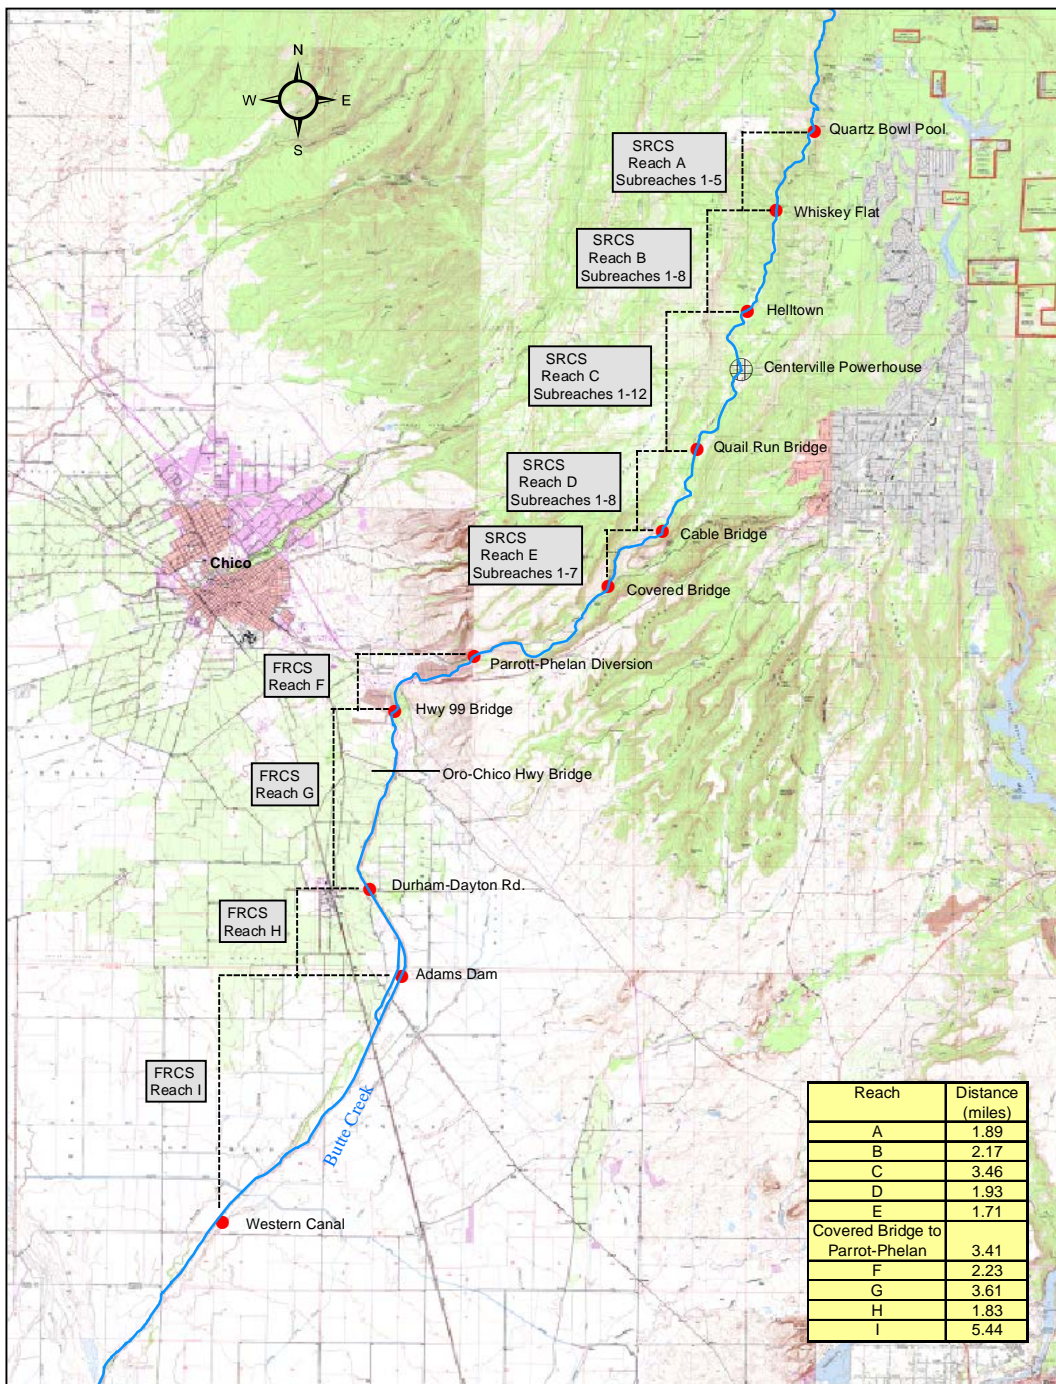 N
W
E
S
Quartz Bowl Pool
SRCS
Reach A
Subreaches 1-5
Whiskey Flat
SRCS
Reach B
Subreaches 1-8
Helltown
SRCS
Reach C
Subreaches 1-12
Centerville Powerhouse
Quail Run Bridge
SRCS
Reach D
Subreaches 1-8
Cable Bridge
SRCS
Reach E
Subreaches 1-7
Chico
Covered Bridge
Parrott-Phelan Diversion
FRCS
Reach F
Hwy 99 Bridge
Oro-Chico Hwy Bridge
FRCS
Reach G
Durham-Dayton Rd.
FRCS
Reach H
Adams Dam
FRCS
Reach I
Butte Creek
Western Canal
Reach Distance
(miles)
A 1.89
B 2.17
C 3.46
D 1.93
E 1.71
Covered Bridge to
Parrot-Phelan 3.41
F 2.23
G 3.61
H 1.83
I 5.44